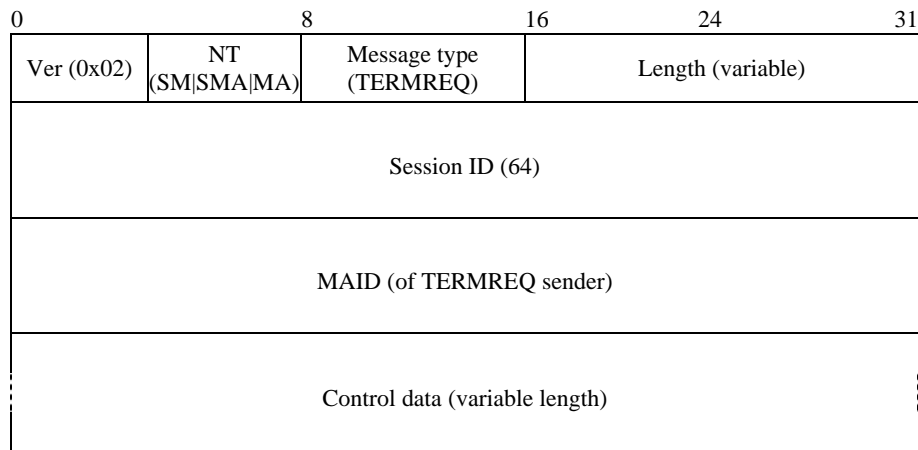 0 8 16 24 31
Ver (0x02)
NT
(SM|SMA|MA)
Message type
(TERMREQ)
Length (variable)
Session ID (64)
MAID (of TERMREQ sender)
Control data (variable length)